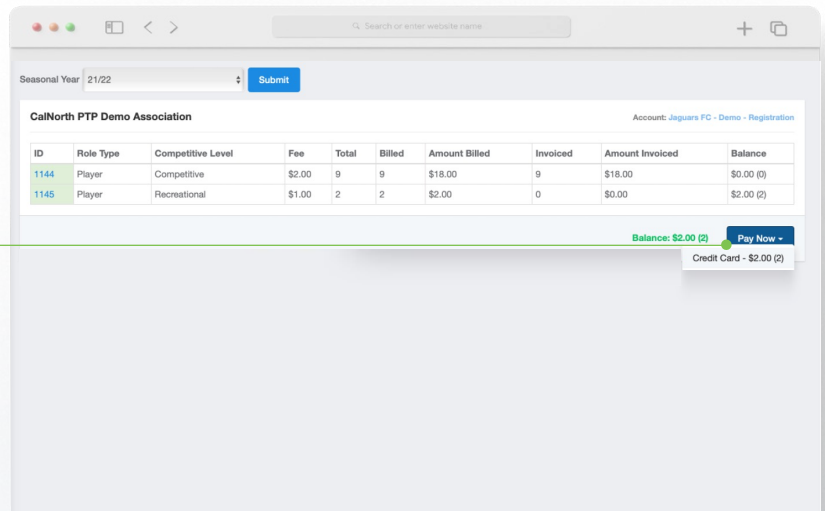 Search or enter website name
Seasonal Year 21/22 Submit
CalNorth PTP Demo Association Account: Jaguars FC - Demo - Registration
ID Role Type Competitive Level Fee Total Billed Amount Billed Invoiced Amount Invoiced Balance
1144 Player Competitive $2.00 9 9 $18.00 9 $18.00 $0.00 (0)
1145 Player Recreational $1.00 2 2 $2.00 0 $0.00 $2.00 (2)
Balance: $2.00 (2) Pay Now
Credit Card - $2.00 (2)